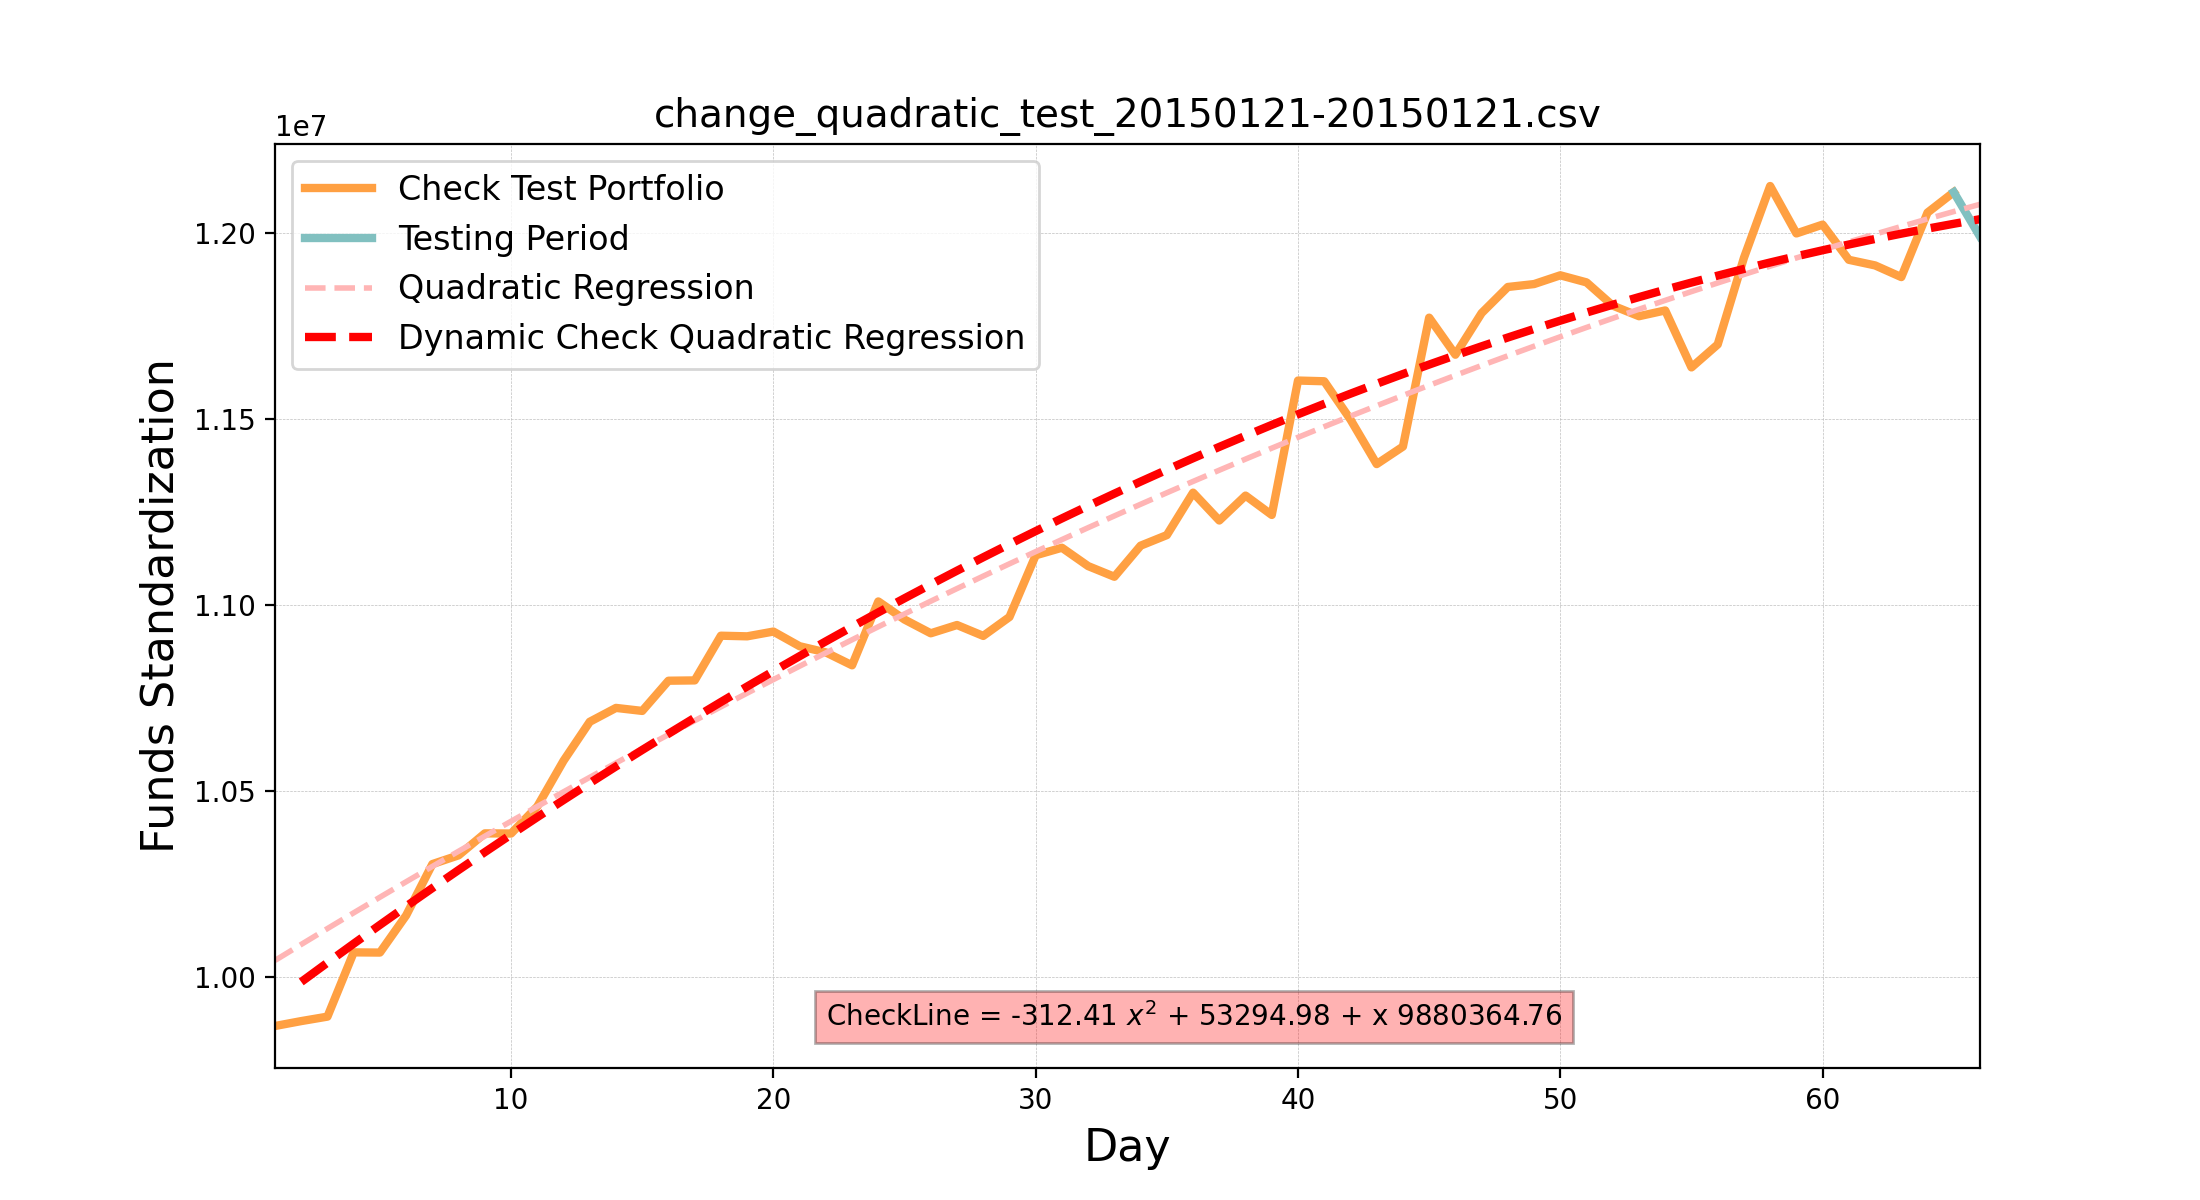 change_quadratic_test_20150121-20150121.csv
1e7
Check Test Portfolio
Testing Period
Quadratic Regression
Dynamic Check Quadratic Regression
Funds Standardization
1.20
1.15
1.10
1.05
1.00
CheckLine = -312.41 x² + 53294.98 + x 9880364.76
10 20 30 40 50 60
Day